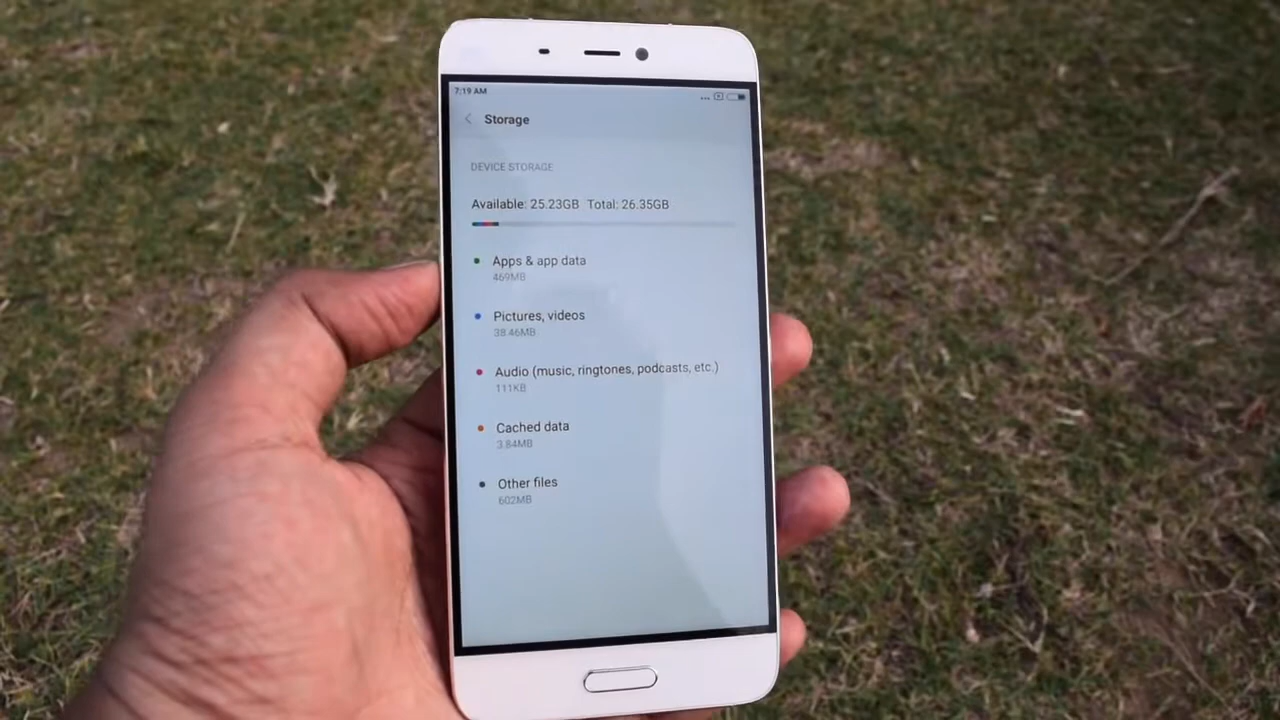 7:19 AM
Storage
DEVICE STORAGE
Available: 25.23GB Total: 26.35GB
Apps & app data
469MB
Pictures, videos
38.46MB
Audio (music, ringtones, podcasts, etc.)
111KB
Cached data
3.84MB
Other files
602MB